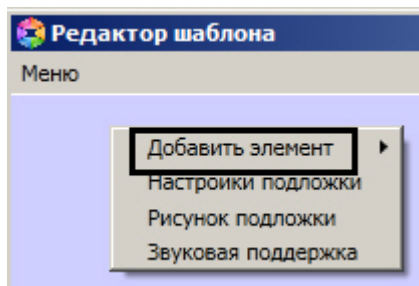 Редактор шаблона
Меню
Добавить элемент
Настройки подложки
Рисунок подложки
Звуковая поддержка